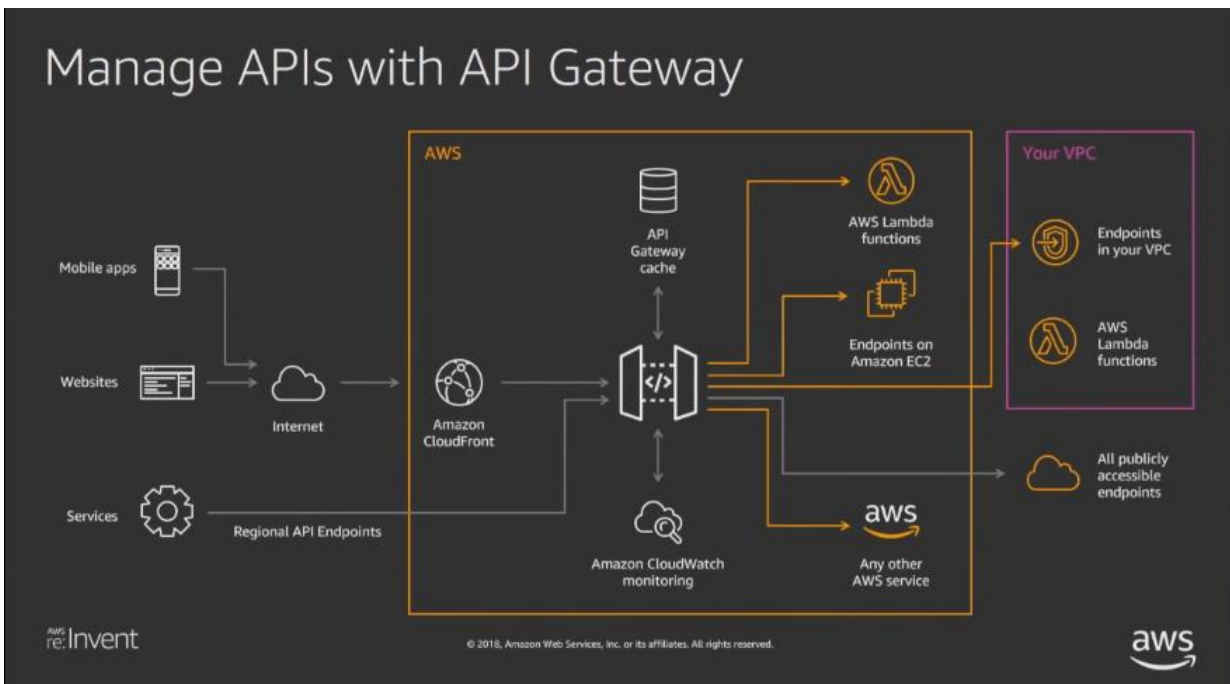 Manage APIs with API Gateway
AWS
Your VPC
API
Gateway
cache
AWS Lambda
functions
Endpoints
in your VPC
Mobile apps
Endpoints on
Amazon EC2
AWS
Lambda
functions
Websites
</>
Internet
Amazon
CloudFront
All publicly
accessible
endpoints
Services
Regional API Endpoints
aws
Amazon CloudWatch
monitoring
Any other
AWS service
AWS
re:Invent
© 2018, Amazon Web Services, Inc. or its affiliates. All rights reserved.
aws